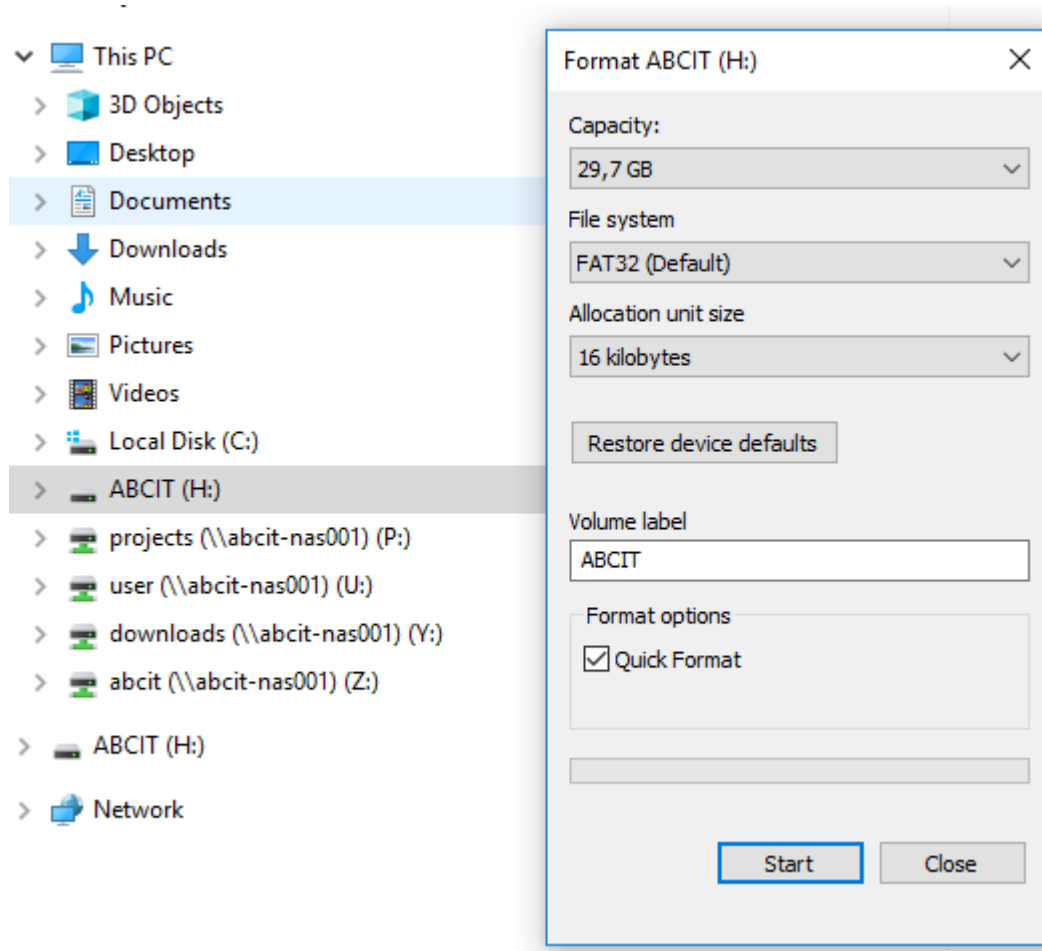 This PC
3D Objects
Desktop
Documents
Downloads
Music
Pictures
Videos
Local Disk (C:)
ABCIT (H:)
projects (\\abcit-nas001) (P:)
user (\\abcit-nas001) (U:)
downloads (\\abcit-nas001) (Y:)
abcit (\\abcit-nas001) (Z:)
ABCIT (H:)
Network
Format ABCIT (H:)
Capacity:
29,7 GB
File system
FAT32 (Default)
Allocation unit size
16 kilobytes
Restore device defaults
Volume label
ABCIT
Format options
Quick Format
Start
Close